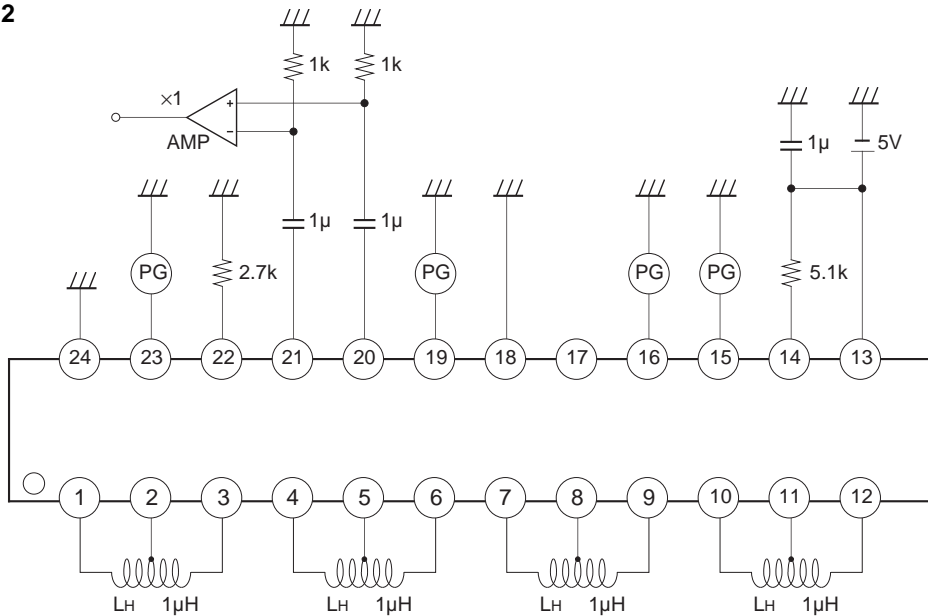 2
1k 1k
×1
+
−
AMP
1µ 5V
1µ 1µ
PG 2.7k PG PG PG 5.1k
24 23 22 21 20 19 18 17 16 15 14 13
1 2 3 4 5 6 7 8 9 10 11 12
LH 1µH LH 1µH LH 1µH LH 1µH